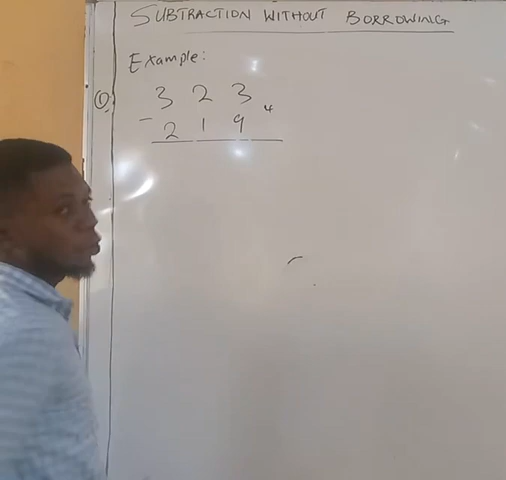 SUBTRACTION WITHOUT BORROWING
Example:
① 3 2 3
- 2 1 9 4